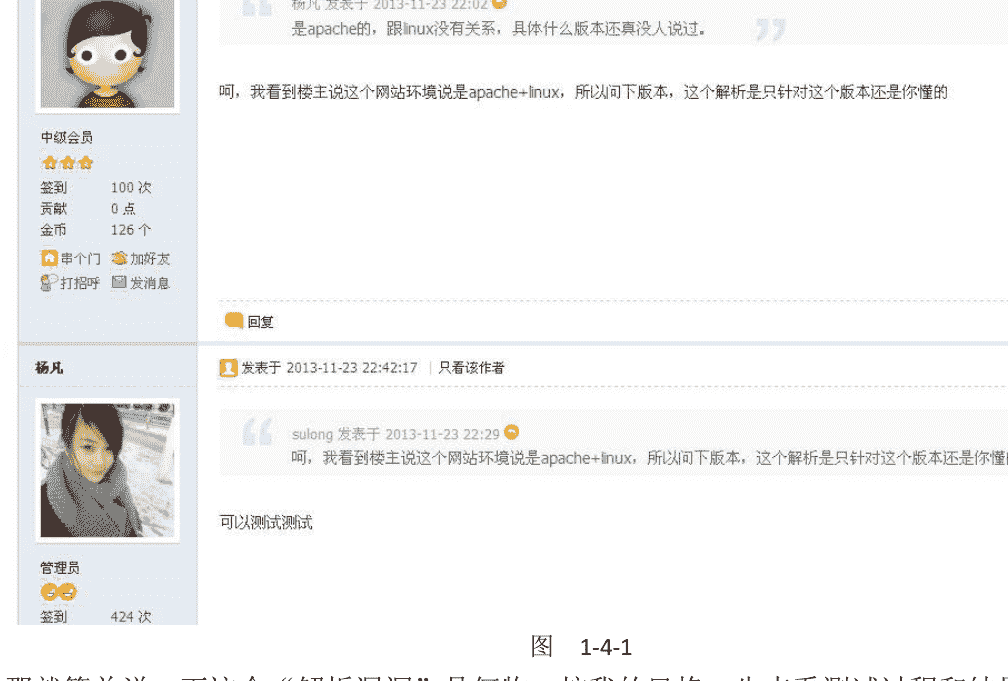 杨凡 发表于 2013-11-23 22:02
是apache的，跟linux没有关系，具体什么版本还真没人说过。
呵，我看到楼主说这个网站环境说是apache+linux，所以问下版本，这个解析是只针对这个版本还是你懂的
中级会员
签到 100 次
贡献 0 点
金币 126 个
串个门 加好友
打招呼 发消息
回复
杨凡
发表于 2013-11-23 22:42:17 | 只看该作者
sulong 发表于 2013-11-23 22:29
呵，我看到楼主说这个网站环境说是apache+linux，所以问下版本，这个解析是只针对这个版本还是你懂
可以测试测试
管理员
签到 424 次
图 1-4-1